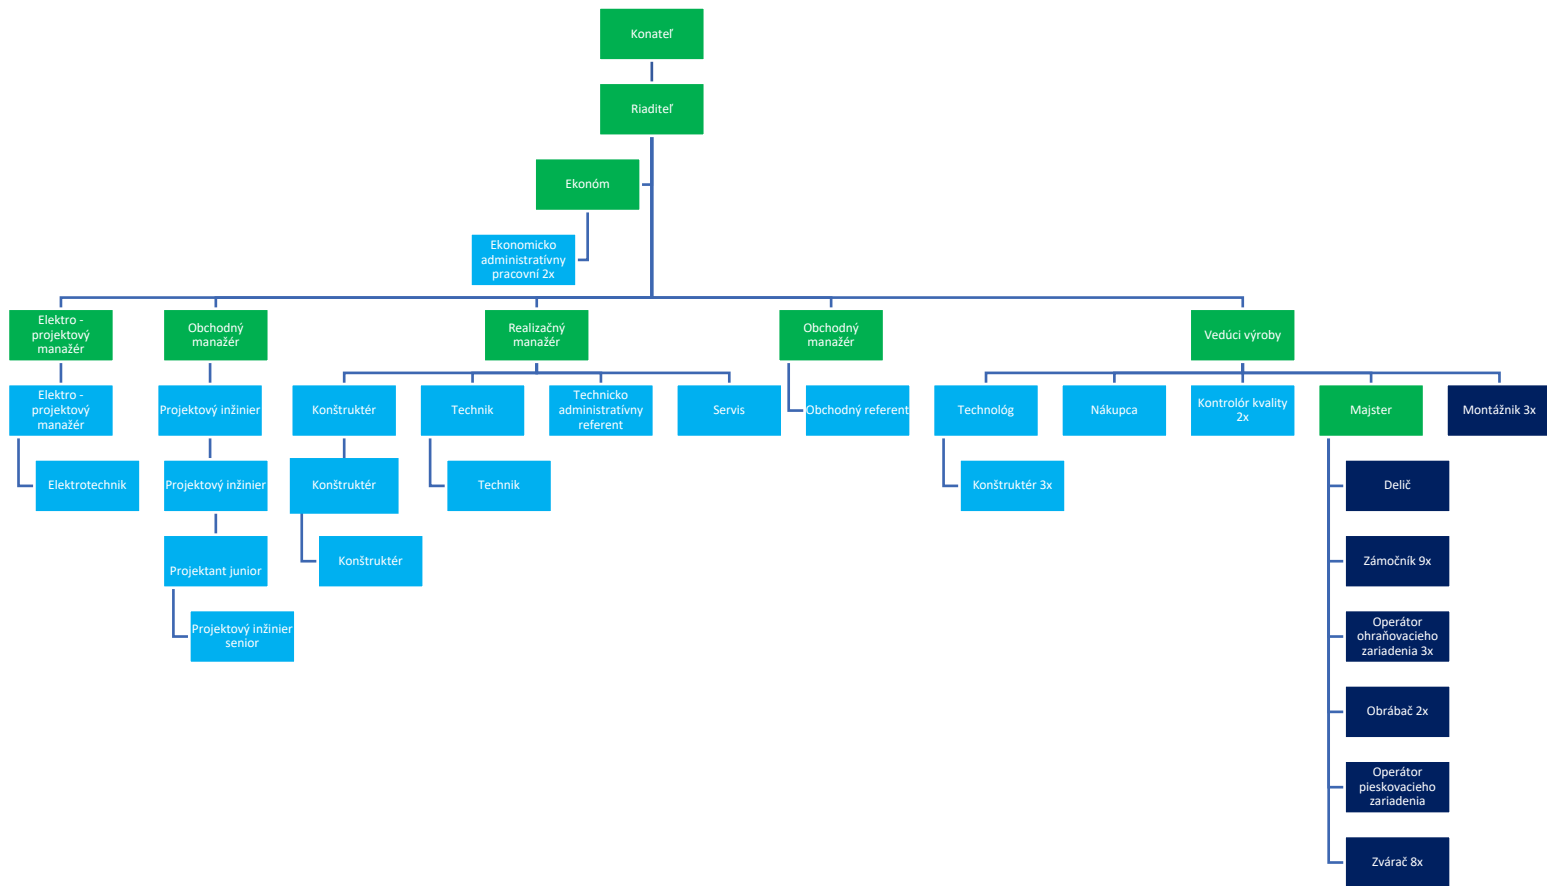 Konateľ
Riaditeľ
Ekonóm
Ekonomicko
administratívny
pracovní 2x
Elektro -
projektový
manažér
Obchodný
manažér
Realizačný
manažér
Obchodný
manažér
Vedúci výroby
Elektro -
projektový
manažér
Projektový inžinier
Konštruktér
Technik
Technicko
administratívny
referent
Servis
Obchodný referent
Technológ
Nákupca
Kontrolór kvality
2x
Majster
Montážnik 3x
Elektrotechnik
Projektový inžinier
Konštruktér
Technik
Konštruktér 3x
Delič
Projektant junior
Konštruktér
Zámočník 9x
Projektový inžinier
senior
Operátor
ohraňovacieho
zariadenia 3x
Obrábač 2x
Operátor
pieskovacieho
zariadenia
Zvárač 8x